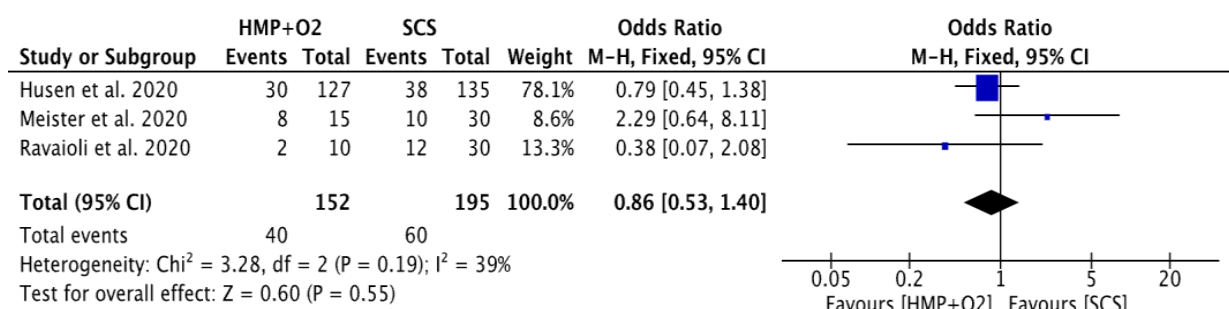 HMP+O2 SCS Odds Ratio Odds Ratio
Study or Subgroup Events Total Events Total Weight M-H, Fixed, 95% CI M-H, Fixed, 95% CI
Husen et al. 2020 30 127 38 135 78.1% 0.79 [0.45, 1.38]
Meister et al. 2020 8 15 10 30 8.6% 2.29 [0.64, 8.11]
Ravaioli et al. 2020 2 10 12 30 13.3% 0.38 [0.07, 2.08]
Total (95% CI) 152 195 100.0% 0.86 [0.53, 1.40]
Total events 40 60
Heterogeneity: Chi² = 3.28, df = 2 (P = 0.19); I² = 39%
Test for overall effect: Z = 0.60 (P = 0.55)
0.05 0.2 1 5 20
Favours [HMP+O2] Favours [SCS]